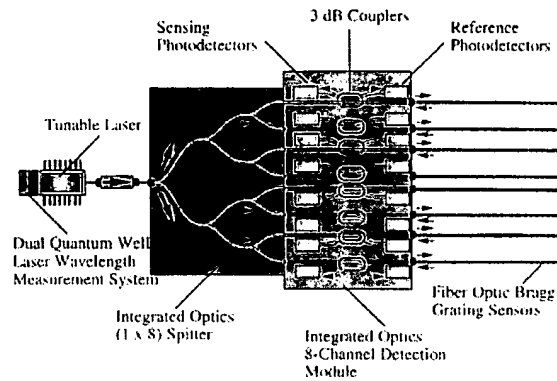 Sensing
Photodetectors
3 dB Couplers
Reference
Photodetectors
Tunable Laser
Dual Quantum Well
Laser Wavelength
Measurement System
Integrated Optics
(1 x 8) Spitter
Integrated Optics
8-Channel Detection
Module
Fiber Optic Bragg
Grating Sensors